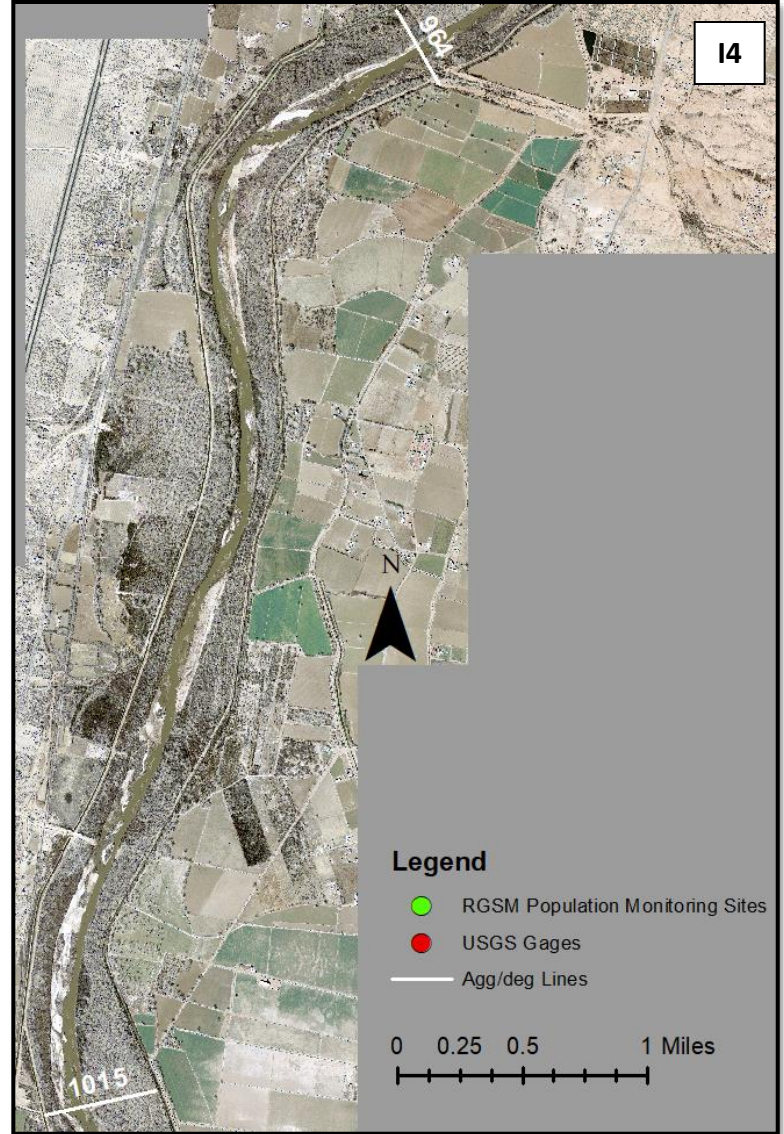 964
I4
N
Legend
RGSM Population Monitoring Sites
USGS Gages
Agg/deg Lines
0 0.25 0.5 1 Miles
1015